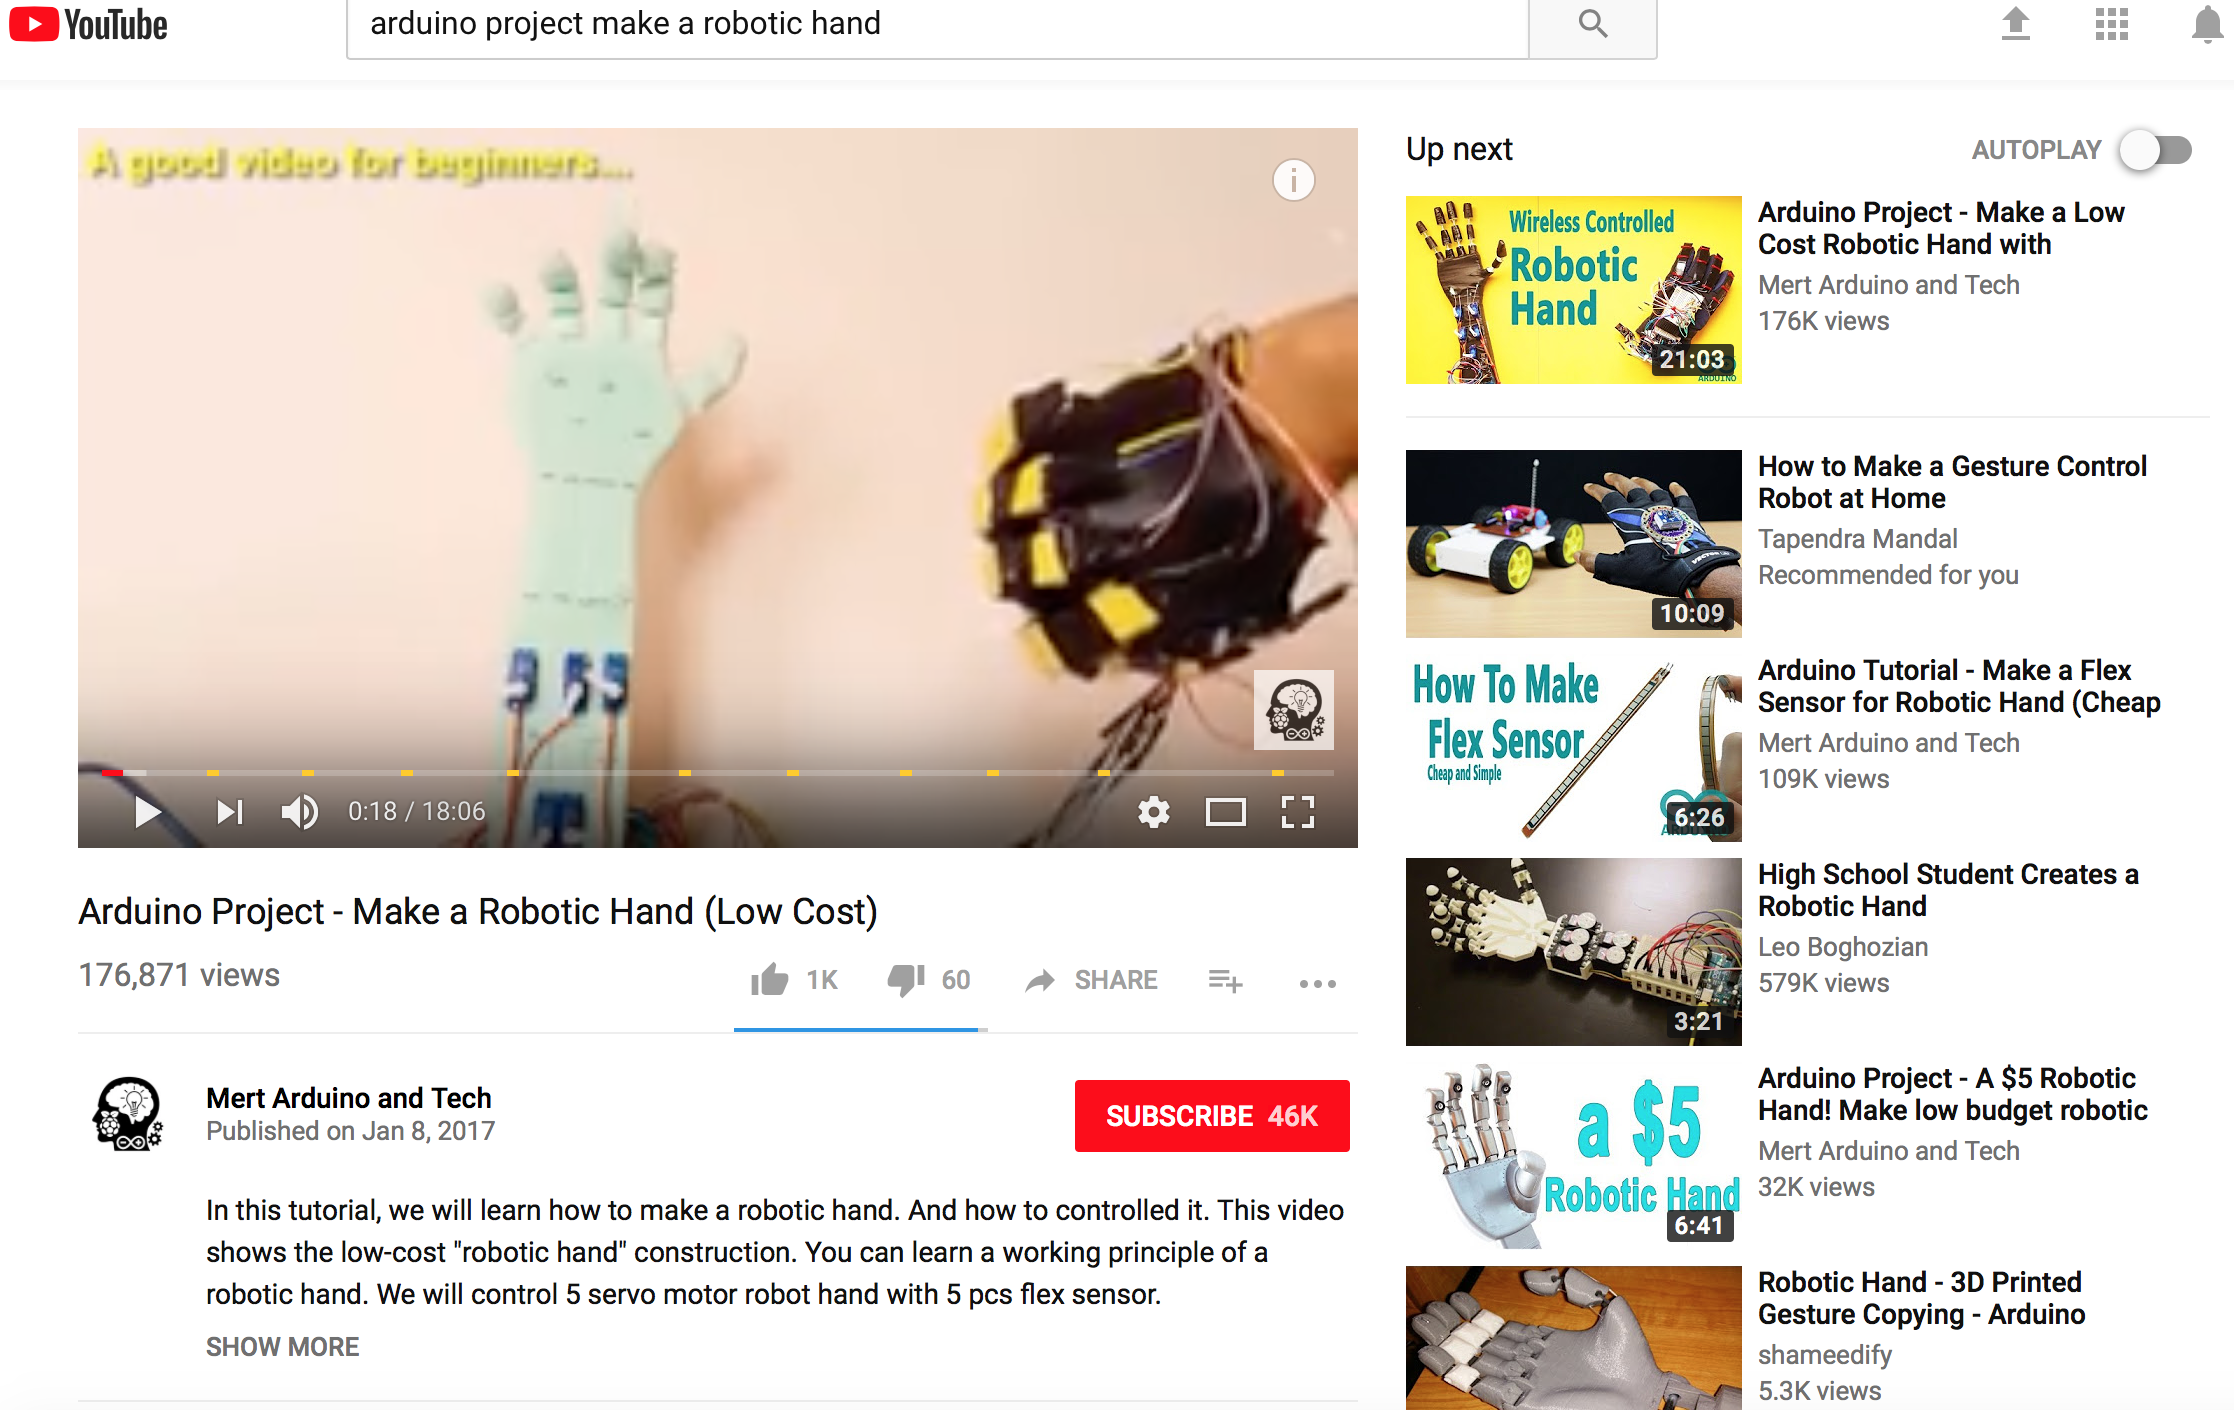 YouTube
arduino project make a robotic hand
A good video for beginners...
i
0:18 / 18:06
Arduino Project - Make a Robotic Hand (Low Cost)
176,871 views
1K
60
SHARE
Mert Arduino and Tech
Published on Jan 8, 2017
SUBSCRIBE 46K
In this tutorial, we will learn how to make a robotic hand. And how to controlled it. This video
shows the low-cost "robotic hand" construction. You can learn a working principle of a
robotic hand. We will control 5 servo motor robot hand with 5 pcs flex sensor.
SHOW MORE
Up next
AUTOPLAY
Wireless Controlled
Robotic
Hand
21:03
ARDUINO
Arduino Project - Make a Low
Cost Robotic Hand with
Mert Arduino and Tech
176K views
10:09
How to Make a Gesture Control
Robot at Home
Tapendra Mandal
Recommended for you
How To Make
Flex Sensor
Cheap and Simple
6:26
Arduino Tutorial - Make a Flex
Sensor for Robotic Hand (Cheap
Mert Arduino and Tech
109K views
3:21
High School Student Creates a
Robotic Hand
Leo Boghozian
579K views
a $5
Robotic Hand
6:41
Arduino Project - A $5 Robotic
Hand! Make low budget robotic
Mert Arduino and Tech
32K views
Robotic Hand - 3D Printed
Gesture Copying - Arduino
shameedify
5.3K views